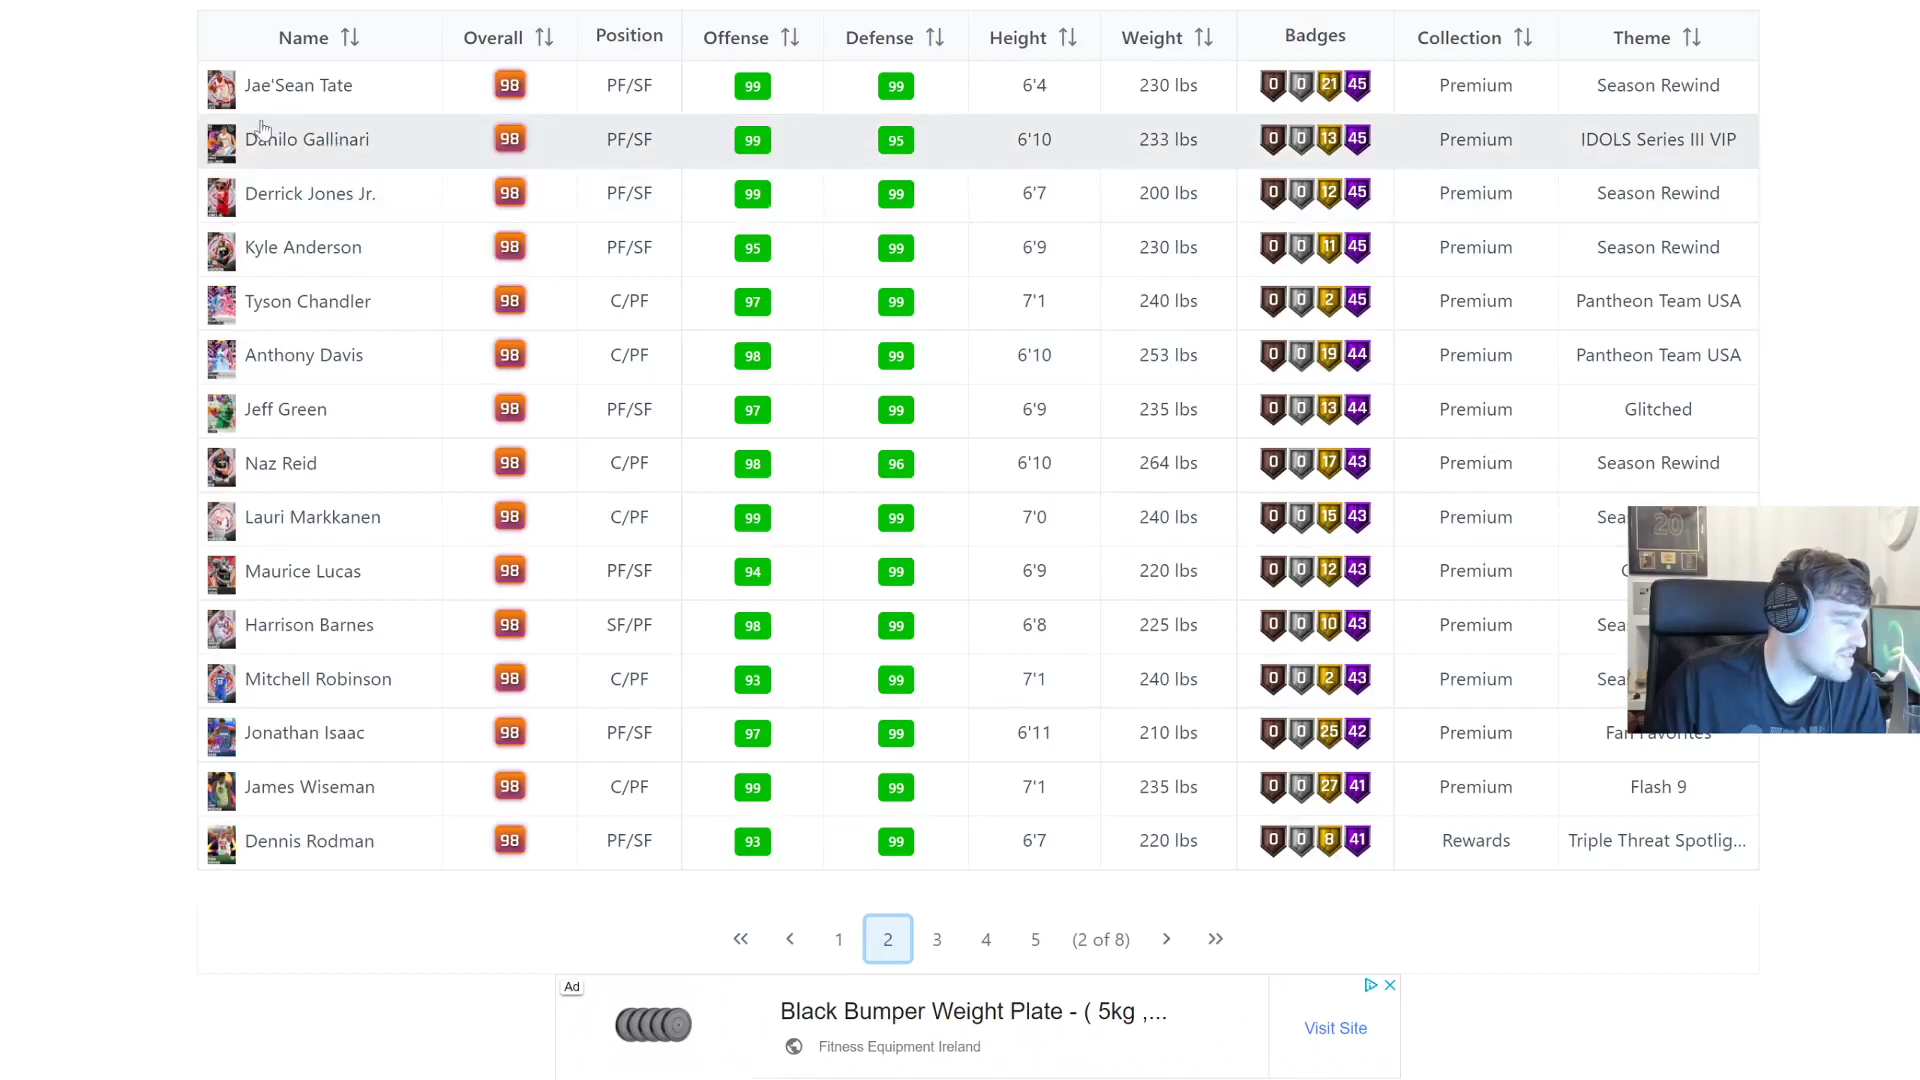 Name Overall Position Offense Defense Height Weight Badges Collection Theme
Jae'Sean Tate 98 PF/SF 99 99 6'4 230 lbs 0 0 21 45 Premium Season Rewind
Danilo Gallinari 98 PF/SF 99 95 6'10 233 lbs 0 0 13 45 Premium IDOLS Series III VIP
Derrick Jones Jr. 98 PF/SF 99 99 6'7 200 lbs 0 0 12 45 Premium Season Rewind
Kyle Anderson 98 PF/SF 95 99 6'9 230 lbs 0 0 11 45 Premium Season Rewind
Tyson Chandler 98 C/PF 97 99 7'1 240 lbs 0 0 2 45 Premium Pantheon Team USA
Anthony Davis 98 C/PF 98 99 6'10 253 lbs 0 0 19 44 Premium Pantheon Team USA
Jeff Green 98 PF/SF 97 99 6'9 235 lbs 0 0 13 44 Premium Glitched
Naz Reid 98 C/PF 98 96 6'10 264 lbs 0 0 17 43 Premium Season Rewind
Lauri Markkanen 98 C/PF 99 99 7'0 240 lbs 0 0 15 43 Premium Sea
Maurice Lucas 98 PF/SF 94 99 6'9 220 lbs 0 0 12 43 Premium
Harrison Barnes 98 SF/PF 98 99 6'8 225 lbs 0 0 10 43 Premium Sea
Mitchell Robinson 98 C/PF 93 99 7'1 240 lbs 0 0 2 43 Premium Sea
Jonathan Isaac 98 PF/SF 97 99 6'11 210 lbs 0 0 25 42 Premium Fan Favorites
James Wiseman 98 C/PF 99 99 7'1 235 lbs 0 0 27 41 Premium Flash 9
Dennis Rodman 98 PF/SF 93 99 6'7 220 lbs 0 0 8 41 Rewards Triple Threat Spotlig...
« ‹ 1 2 3 4 5 (2 of 8) › »
Ad
Black Bumper Weight Plate - ( 5kg ,...
Fitness Equipment Ireland
Visit Site
20